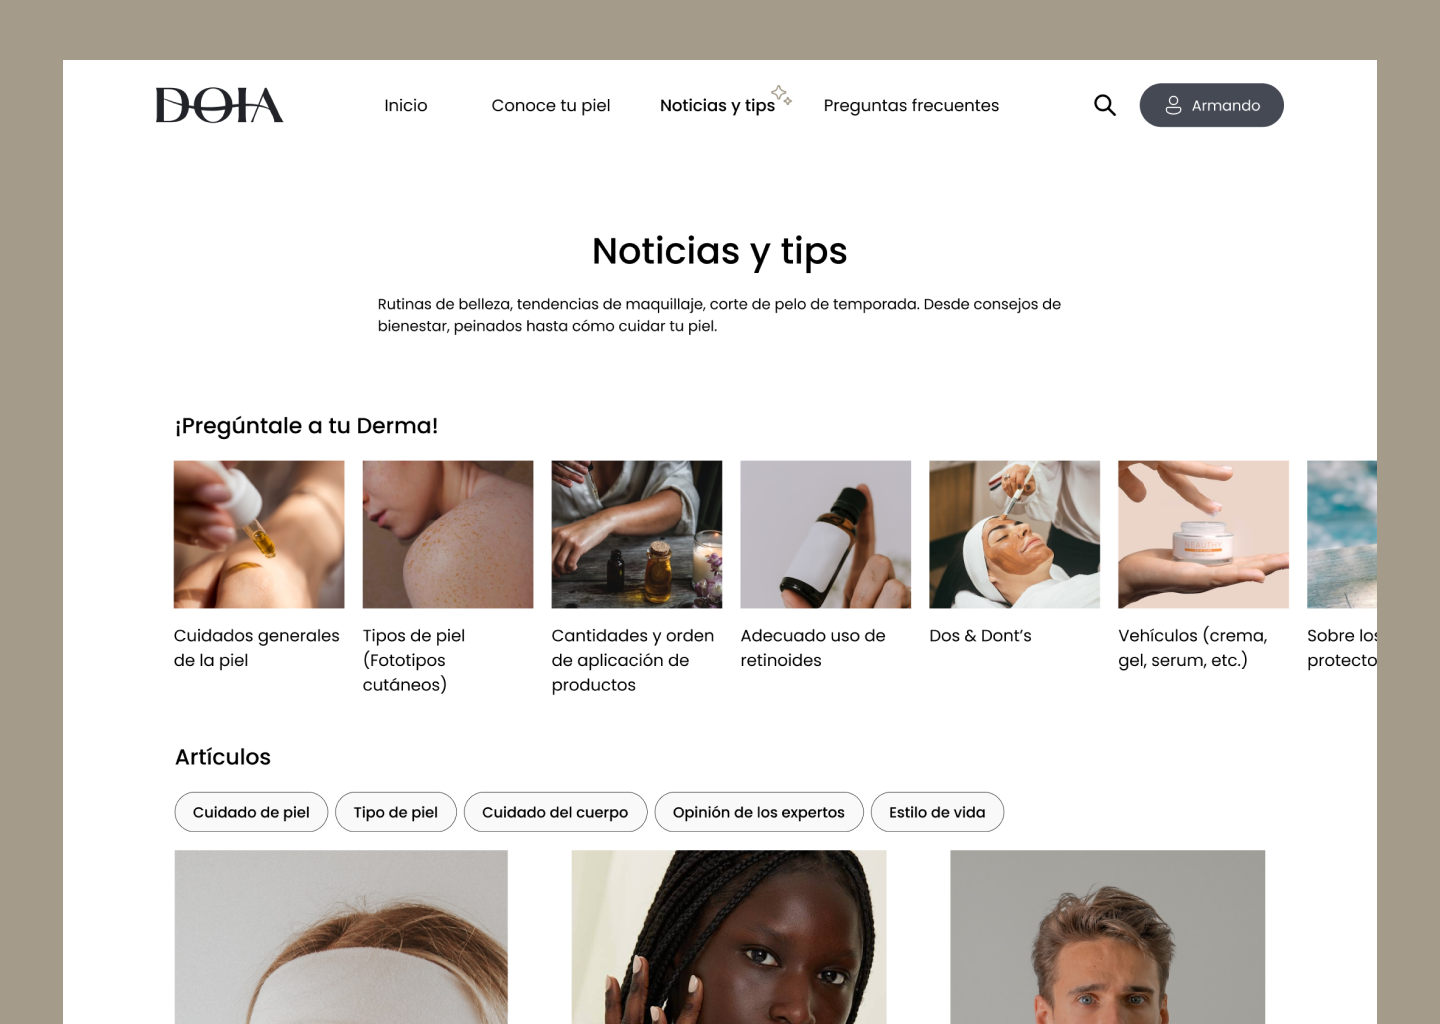 DOIA
Inicio
Conoce tu piel
Noticias y tips
Preguntas frecuentes
Armando
Noticias y tips
Rutinas de belleza, tendencias de maquillaje, corte de pelo de temporada. Desde consejos de
bienestar, peinados hasta cómo cuidar tu piel.
¡Pregúntale a tu Derma!
Cuidados generales
de la piel
Tipos de piel
(Fototipos
cutáneos)
Cantidades y orden
de aplicación de
productos
Adecuado uso de
retinoides
Dos & Dont's
BEAUTHY
Vehículos (crema,
gel, serum, etc.)
Sobre los
protecto
Artículos
Cuidado de piel
Tipo de piel
Cuidado del cuerpo
Opinión de los expertos
Estilo de vida